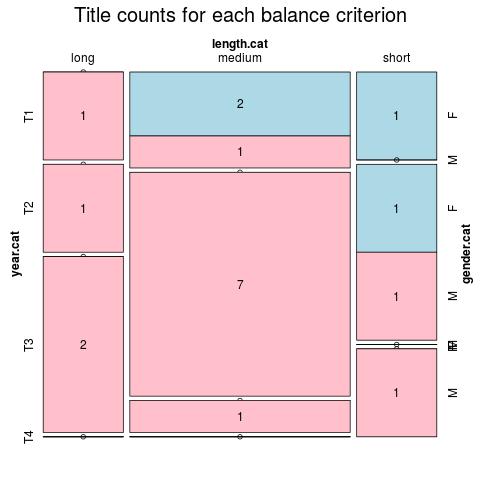 Title counts for each balance criterion
length.cat
long medium short
T1 1 2 1 F
1 M
T2 1 1 F
year.cat 7 1 M gender.cat
T3 2
1 M
1
T4